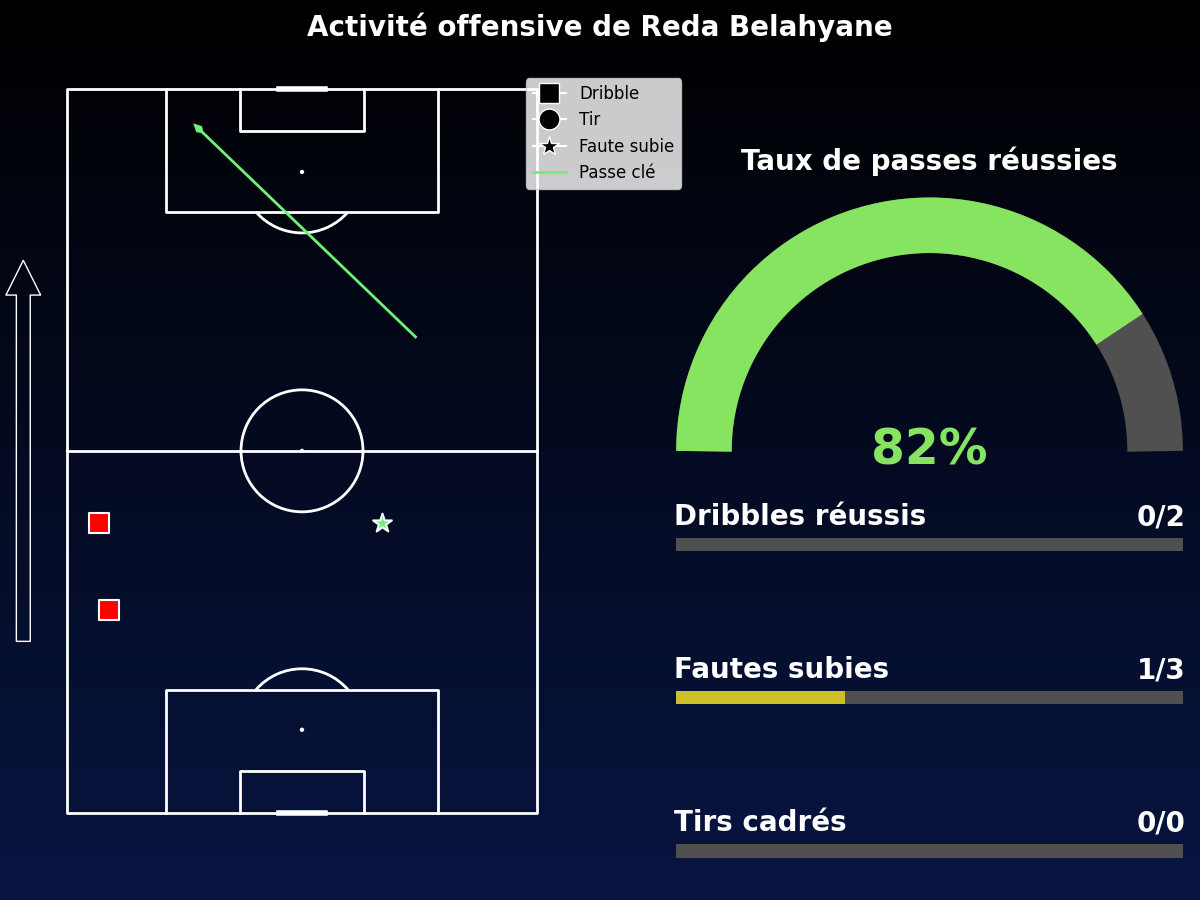 Activité offensive de Reda Belahyane
Dribble
Tir
Faute subie
Passe clé
Taux de passes réussies
82%
Dribbles réussis 0/2
Fautes subies 1/3
Tirs cadrés 0/0